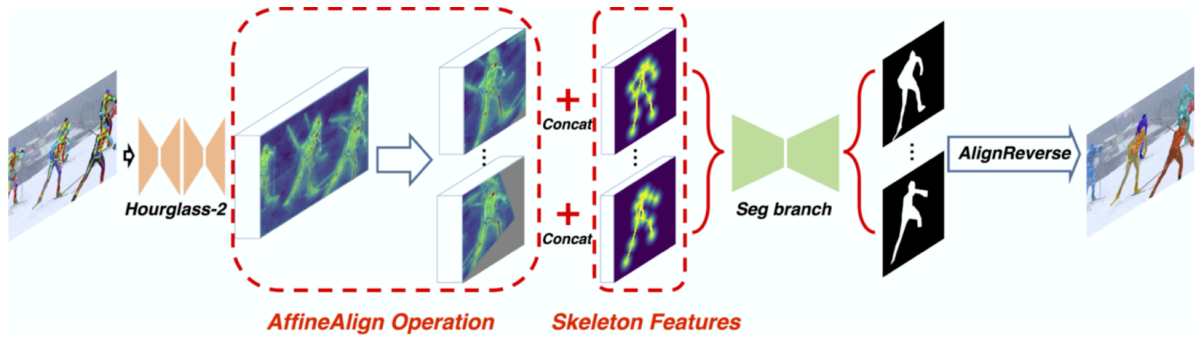 Hourglass-2
Concat
Concat
Seg branch
AlignReverse
AffineAlign Operation
Skeleton Features